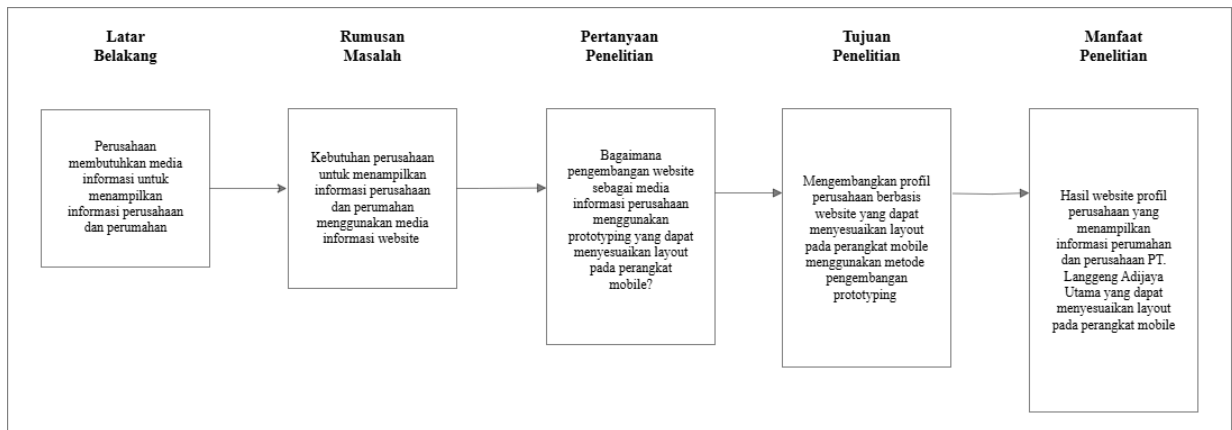 Latar
Belakang
Rumusan
Masalah
Pertanyaan
Penelitian
Tujuan
Penelitian
Manfaat
Penelitian
Perusahaan
membutuhkan media
informasi untuk
menampilkan
informasi perusahaan
dan perumahan
Kebutuhan perusahaan
untuk menampilkan
informasi perusahaan
dan perumahan
menggunakan media
informasi website
Bagaimana
pengembangan website
sebagai media
informasi perusahaan
menggunakan
prototyping yang dapat
menyesuaikan layout
pada perangkat
mobile?
Mengembangkan profil
perusahaan berbasis
website yang dapat
menyesuaikan layout
pada perangkat mobile
menggunakan metode
pengembangan
prototyping
Hasil website profil
perusahaan yang
menampilkan
informasi perumahan
dan perusahaan PT.
Langgeng Adijaya
Utama yang dapat
menyesuaikan layout
pada perangkat mobile